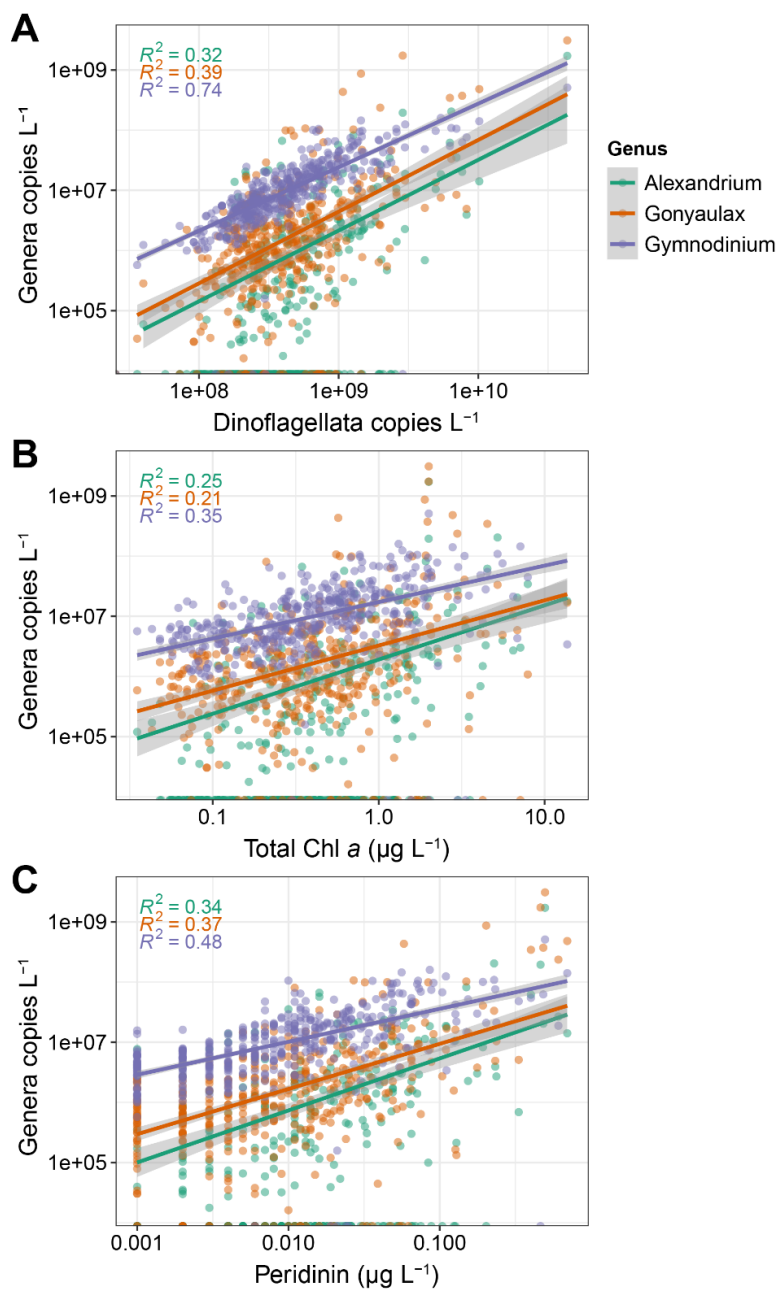 A
R² = 0.32
R² = 0.39
R² = 0.74
Genera copies L⁻¹
1e+09
1e+07
1e+05
1e+08
1e+09
1e+10
Dinoflagellata copies L⁻¹
Genus
Alexandrium
Gonyaulax
Gymnodinium
B
R² = 0.25
R² = 0.21
R² = 0.35
Genera copies L⁻¹
1e+09
1e+07
1e+05
0.1
1.0
10.0
Total Chl a (µg L⁻¹)
C
R² = 0.34
R² = 0.37
R² = 0.48
Genera copies L⁻¹
1e+09
1e+07
1e+05
0.001
0.010
0.100
Peridinin (µg L⁻¹)